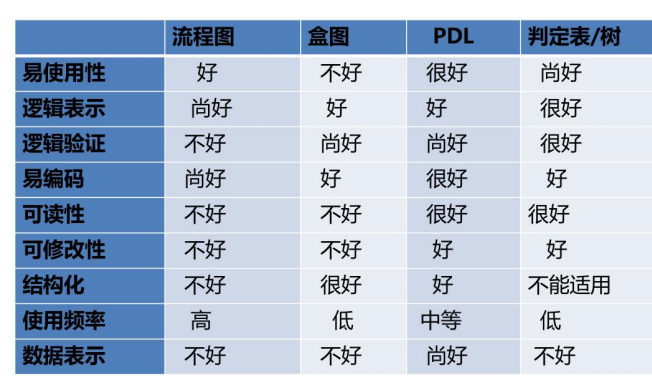 流程图 盒图 PDL 判定表/树
易使用性 好 不好 很好 尚好
逻辑表示 尚好 好 好 很好
逻辑验证 不好 尚好 尚好 很好
易编码 尚好 好 很好 好
可读性 不好 不好 很好 很好
可修改性 不好 不好 好 好
结构化 不好 很好 好 不能适用
使用频率 高 低 中等 低
数据表示 不好 不好 尚好 不好